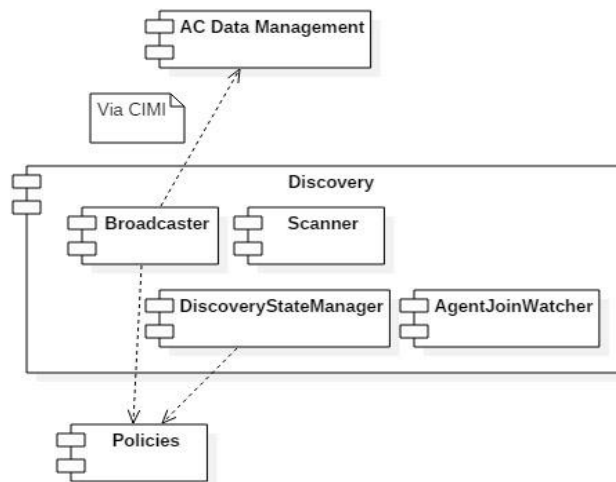 AC Data Management
Via CIMI
Discovery
Broadcaster
Scanner
DiscoveryStateManager
AgentJoinWatcher
Policies